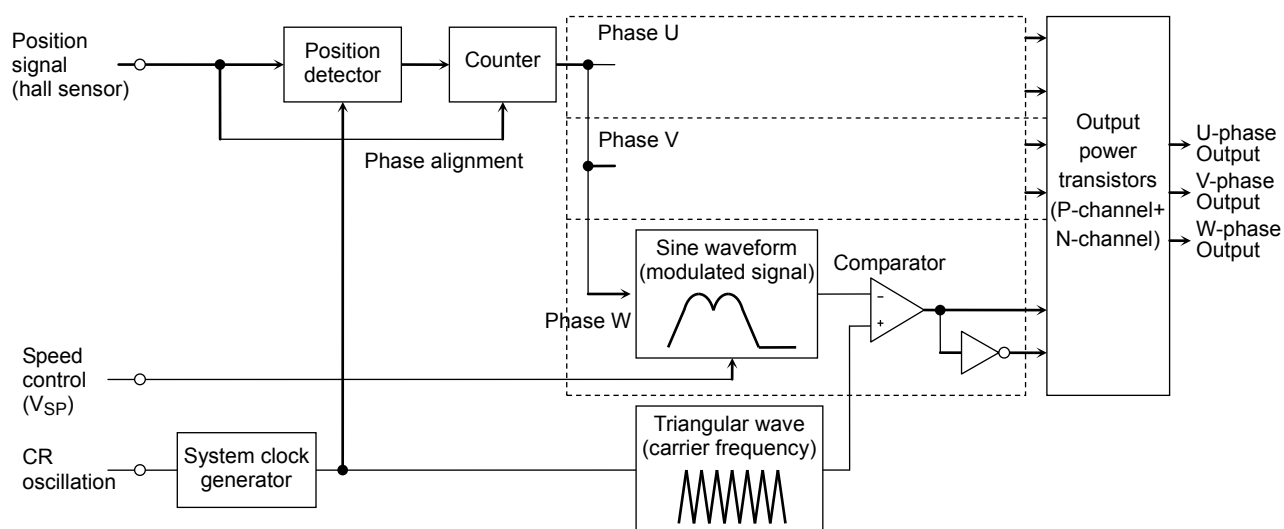 Position
signal
(hall sensor)
Position
detector
Counter
Phase alignment
Phase U
Phase V
Phase W
Sine waveform
(modulated signal)
Comparator
−
+
Output
power
transistors
(P-channel+
N-channel)
U-phase
Output
V-phase
Output
W-phase
Output
Speed
control
(VSP)
CR
oscillation
System clock
generator
Triangular wave
(carrier frequency)